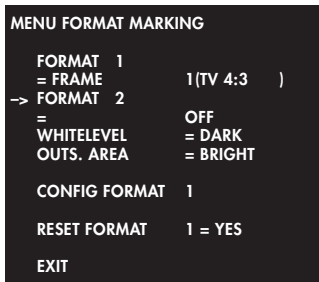 MENU FORMAT MARKING
FORMAT 1
= FRAME 1(TV 4:3 )
–> FORMAT 2
= OFF
WHITELEVEL = DARK
OUTS. AREA = BRIGHT
CONFIG FORMAT 1
RESET FORMAT 1 = YES
EXIT